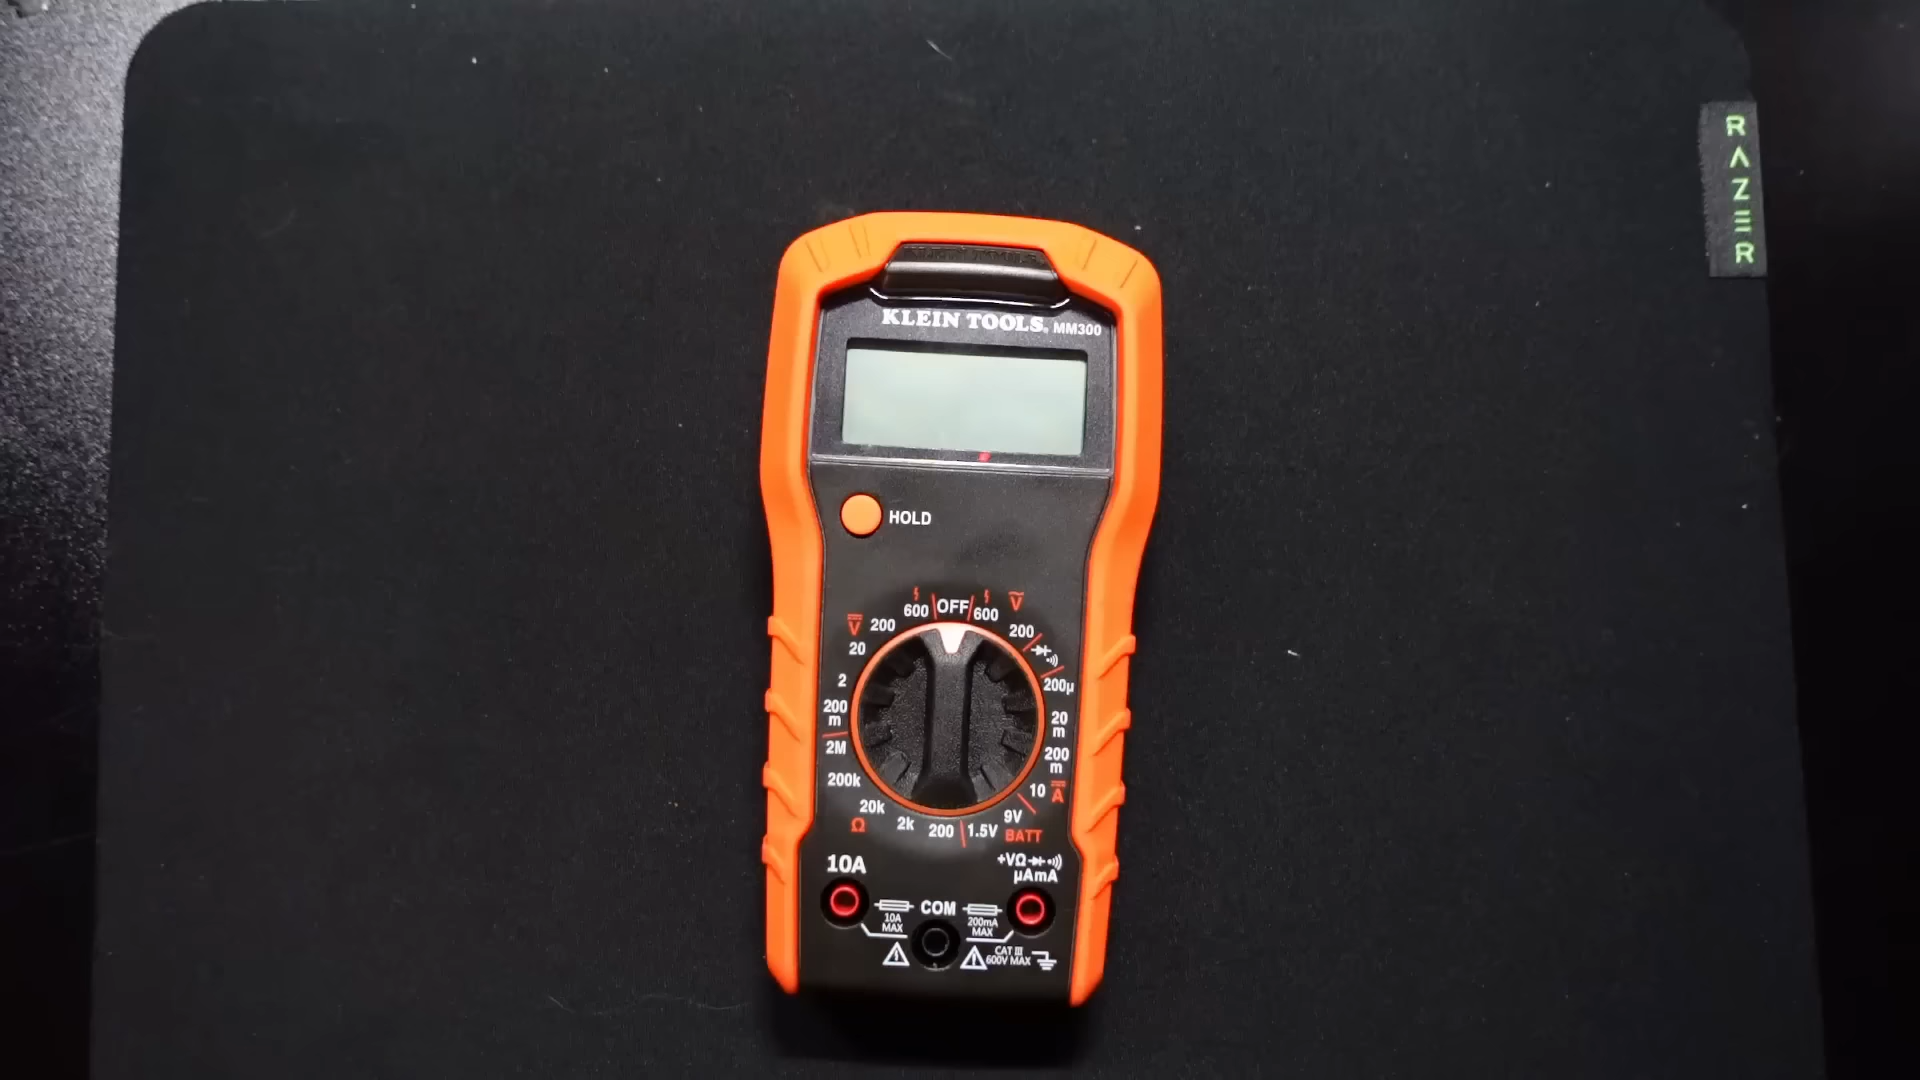 RAZER
KLEIN TOOLS® MM300
HOLD
600 OFF 600 V
V 200 200
20
2 200µ
200 m 20 m
2M 200 m
200k 10 A
20k 9V
Ω 2k 200 1.5V BATT
10A +VΩ
µAmA
COM
10A MAX 200mA MAX
CAT III
600V MAX